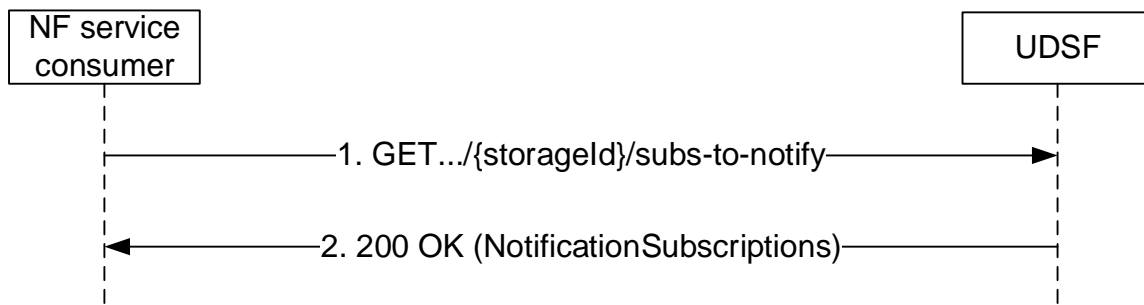 NF service
consumer
UDSF
1. GET.../{storageId}/subs-to-notify
2. 200 OK (NotificationSubscriptions)